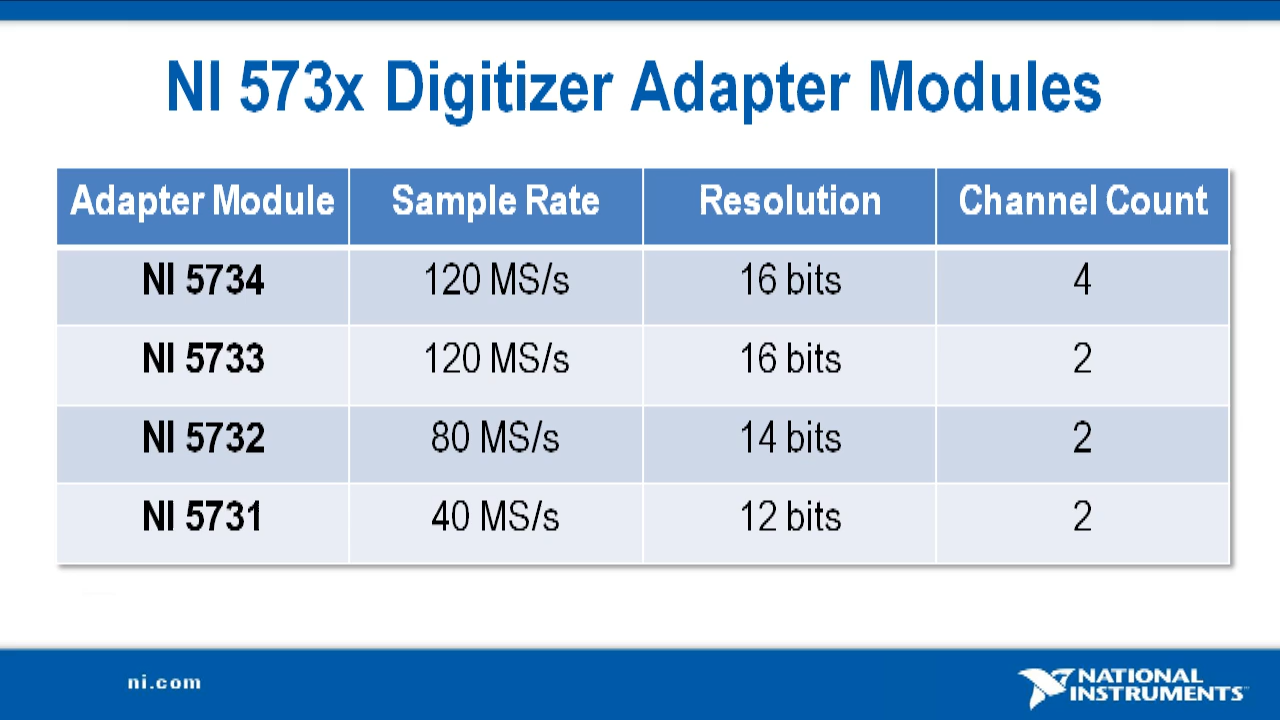 NI 573x Digitizer Adapter Modules
Adapter Module Sample Rate Resolution Channel Count
NI 5734 120 MS/s 16 bits 4
NI 5733 120 MS/s 16 bits 2
NI 5732 80 MS/s 14 bits 2
NI 5731 40 MS/s 12 bits 2
ni.com
NATIONAL
INSTRUMENTS